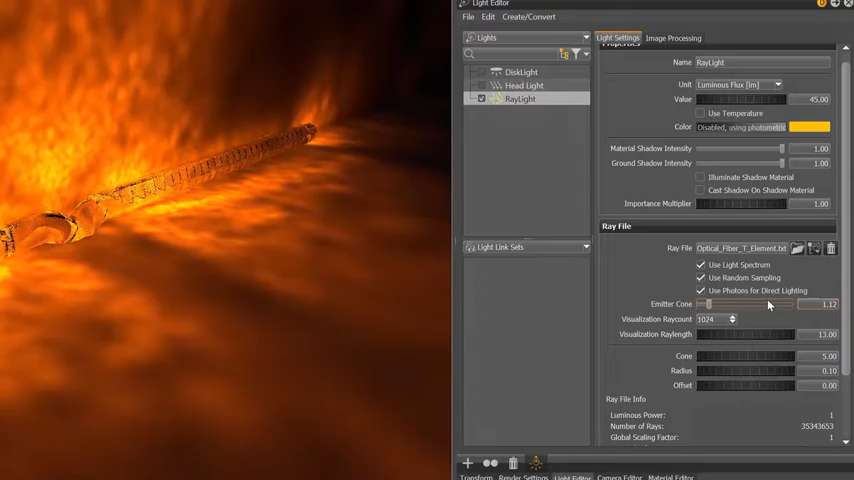 Light Editor
File Edit Create/Convert
Lights
Light Settings Image Processing
Properties
DiskLight
Head Light
RayLight
Name RayLight
Unit Luminous Flux [lm]
Value 45.00
Use Temperature
Color Disabled, using photometric
Material Shadow Intensity 1.00
Ground Shadow Intensity 1.00
Illuminate Shadow Material
Cast Shadow On Shadow Material
Importance Multiplier 1.00
Ray File
Light Link Sets
Ray File Optical_Fiber_T_Element.txt
Use Light Spectrum
Use Random Sampling
Use Photons for Direct Lighting
Emitter Cone 1.12
Visualization Raycount 1024
Visualization Raylength 13.00
Cone 5.00
Radius 0.10
Offset 0.00
Ray File Info
Luminous Power: 1
Number of Rays: 35343653
Global Scaling Factor: 1
Transform Render Settings Light Editor Camera Editor Material Editor